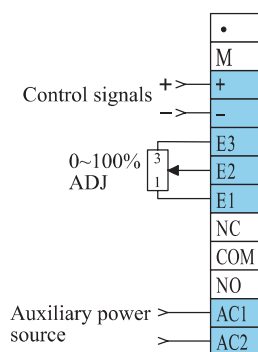 •
M
Control signals
+ +
− −
E3
0~100%
ADJ
3
E2
1
E1
NC
COM
NO
Auxiliary power
source
AC1
AC2